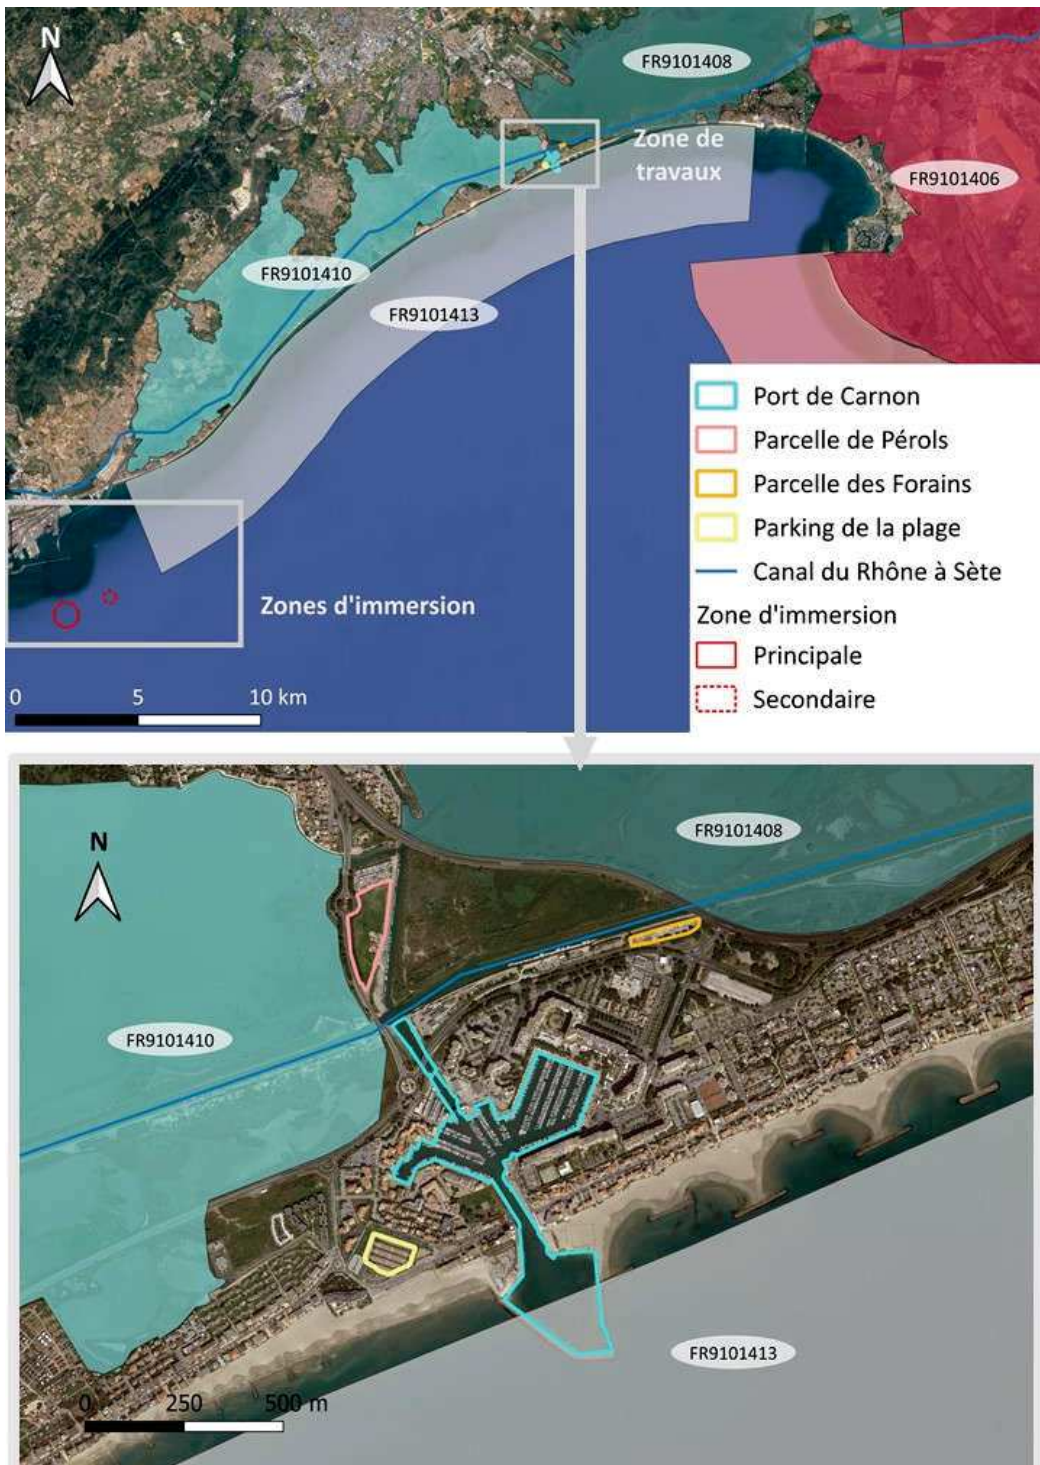 N
FR9101408
Zone de
travaux
FR9101406
FR9101410
FR9101413
Port de Carnon
Parcelle de Pérols
Parcelle des Forains
Parking de la plage
Canal du Rhône à Sète
Zone d'immersion
Principale
Secondaire
Zones d'immersion
0 5 10 km
N
FR9101408
FR9101410
FR9101413
0 250 500 m